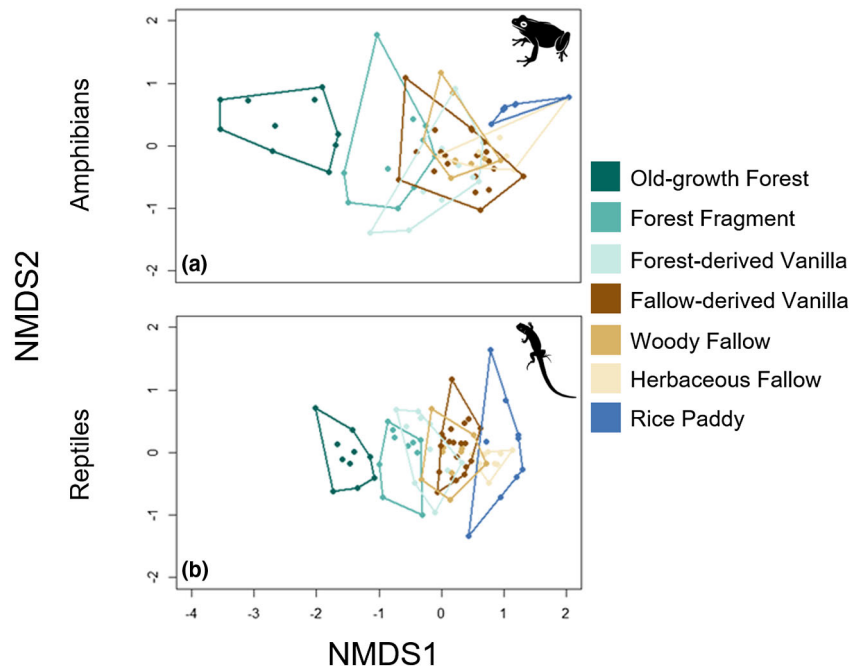 NMDS2
Amphibians
2
1
0
-1
-2
(a)
Reptiles
2
1
0
-1
-2
(b)
-4 -3 -2 -1 0 1 2
NMDS1
Old-growth Forest
Forest Fragment
Forest-derived Vanilla
Fallow-derived Vanilla
Woody Fallow
Herbaceous Fallow
Rice Paddy